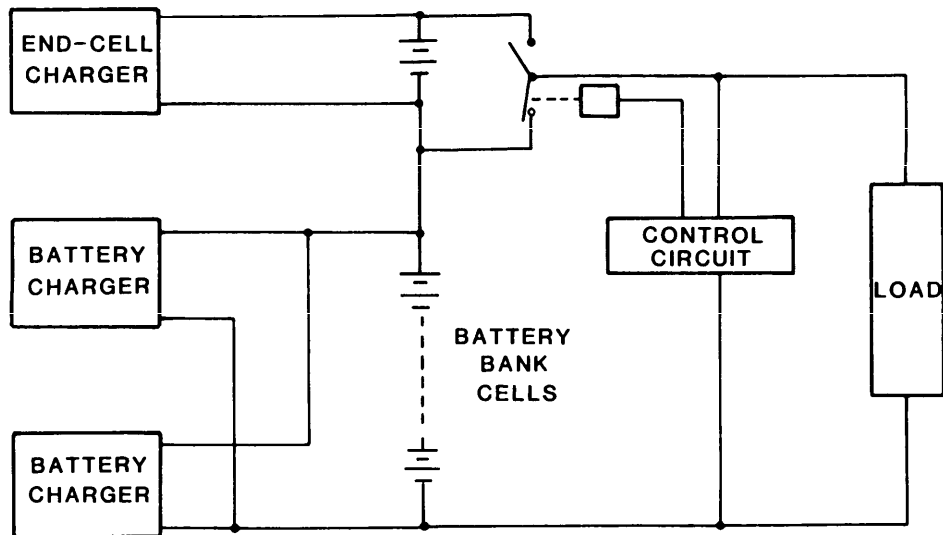 END-CELL
CHARGER
BATTERY
CHARGER
BATTERY
BANK
CELLS
CONTROL
CIRCUIT
LOAD
BATTERY
CHARGER